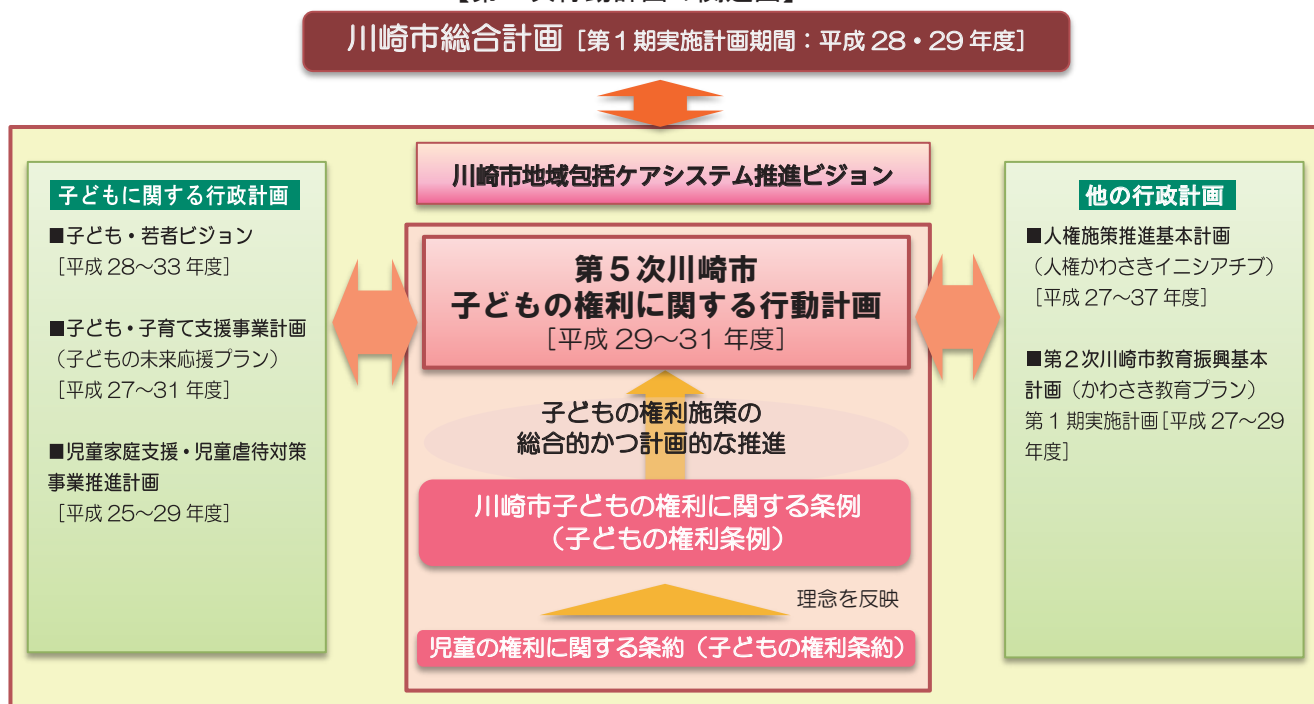 川崎市総合計画［第１期実施計画期間：平成 28・29 年度］
川崎市地域包括ケアシステム推進ビジョン
子どもに関する行政計画
■子ども・若者ビジョン
［平成 28～33 年度］
■子ども・子育て支援事業計画
（子どもの未来応援プラン）
［平成 27～31 年度］
■児童家庭支援・児童虐待対策
事業推進計画
［平成 25～29 年度］
第５次川崎市
子どもの権利に関する行動計画
［平成 29～31 年度］
子どもの権利施策の
総合的かつ計画的な推進
川崎市子どもの権利に関する条例
（子どもの権利条例）
理念を反映
児童の権利に関する条約（子どもの権利条約）
他の行政計画
■人権施策推進基本計画
（人権かわさきイニシアチブ）
［平成 27～37 年度］
■第２次川崎市教育振興基本
計画（かわさき教育プラン）
第 1 期実施計画［平成 27～29
年度］